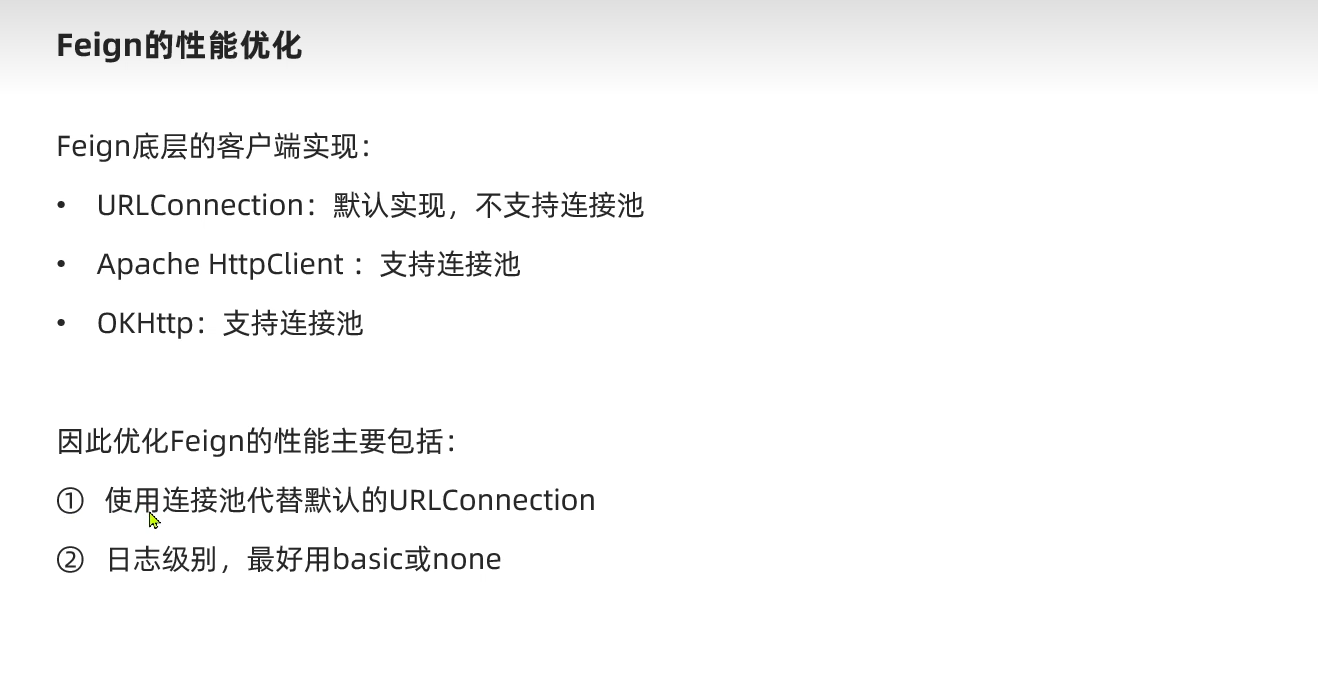 Feign的性能优化
Feign底层的客户端实现：
• URLConnection：默认实现，不支持连接池
• Apache HttpClient ：支持连接池
• OKHttp：支持连接池
因此优化Feign的性能主要包括：
① 使用连接池代替默认的URLConnection
② 日志级别，最好用basic或none